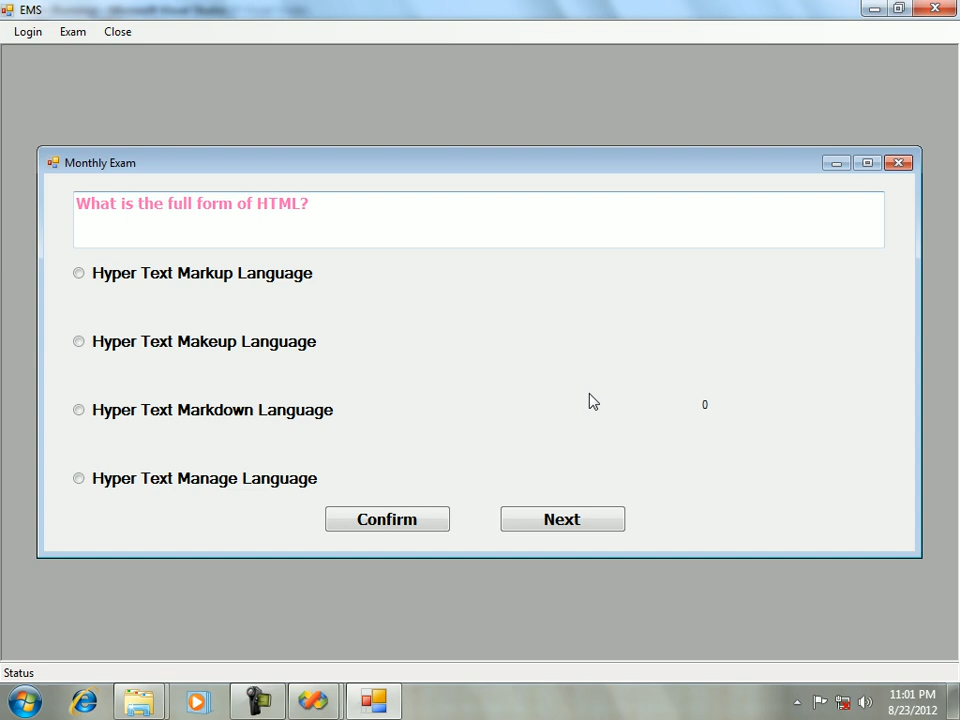 EMS
Login Exam Close
Monthly Exam
What is the full form of HTML?
Hyper Text Markup Language
Hyper Text Makeup Language
Hyper Text Markdown Language
0
Hyper Text Manage Language
Confirm Next
Status
11:01 PM
8/23/2012